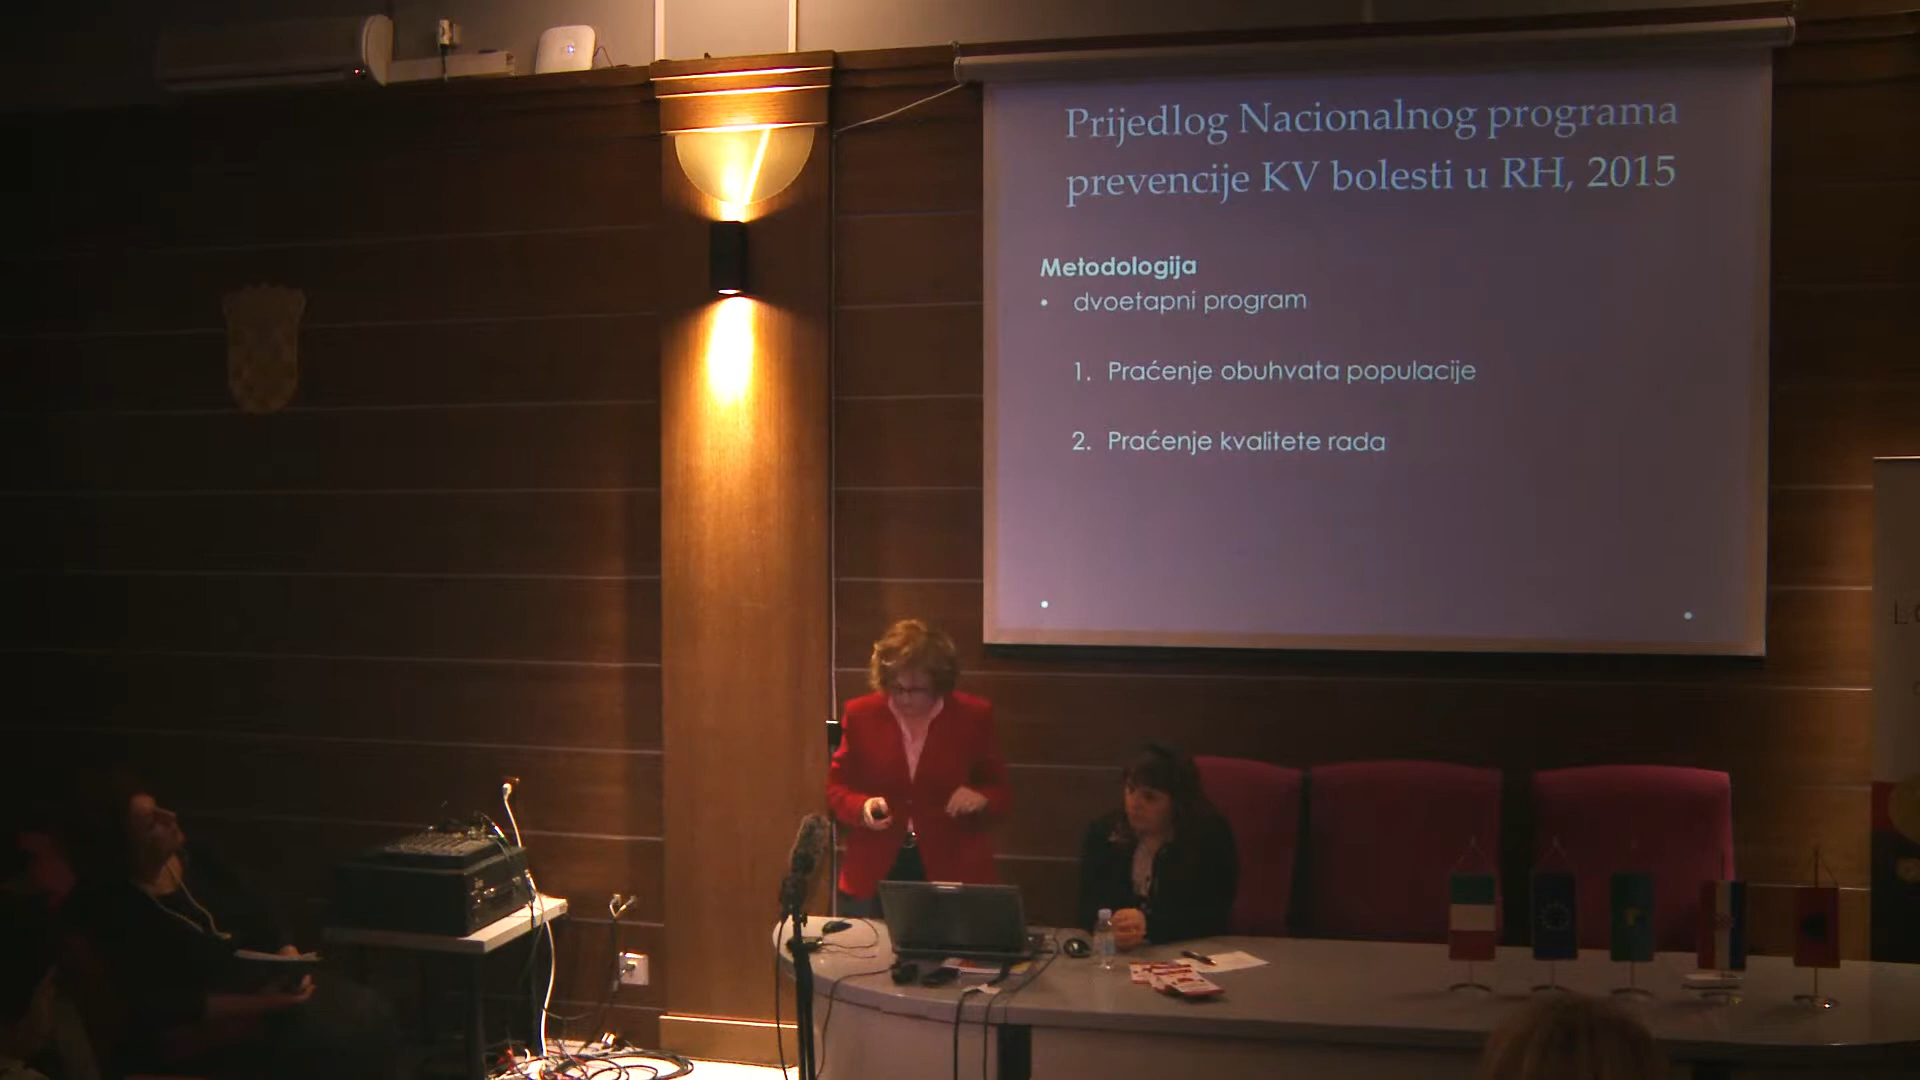 Prijedlog Nacionalnog programa
prevencije KV bolesti u RH, 2015
Metodologija
• dvoetapni program
1. Praćenje obuhvata populacije
2. Praćenje kvalitete rada